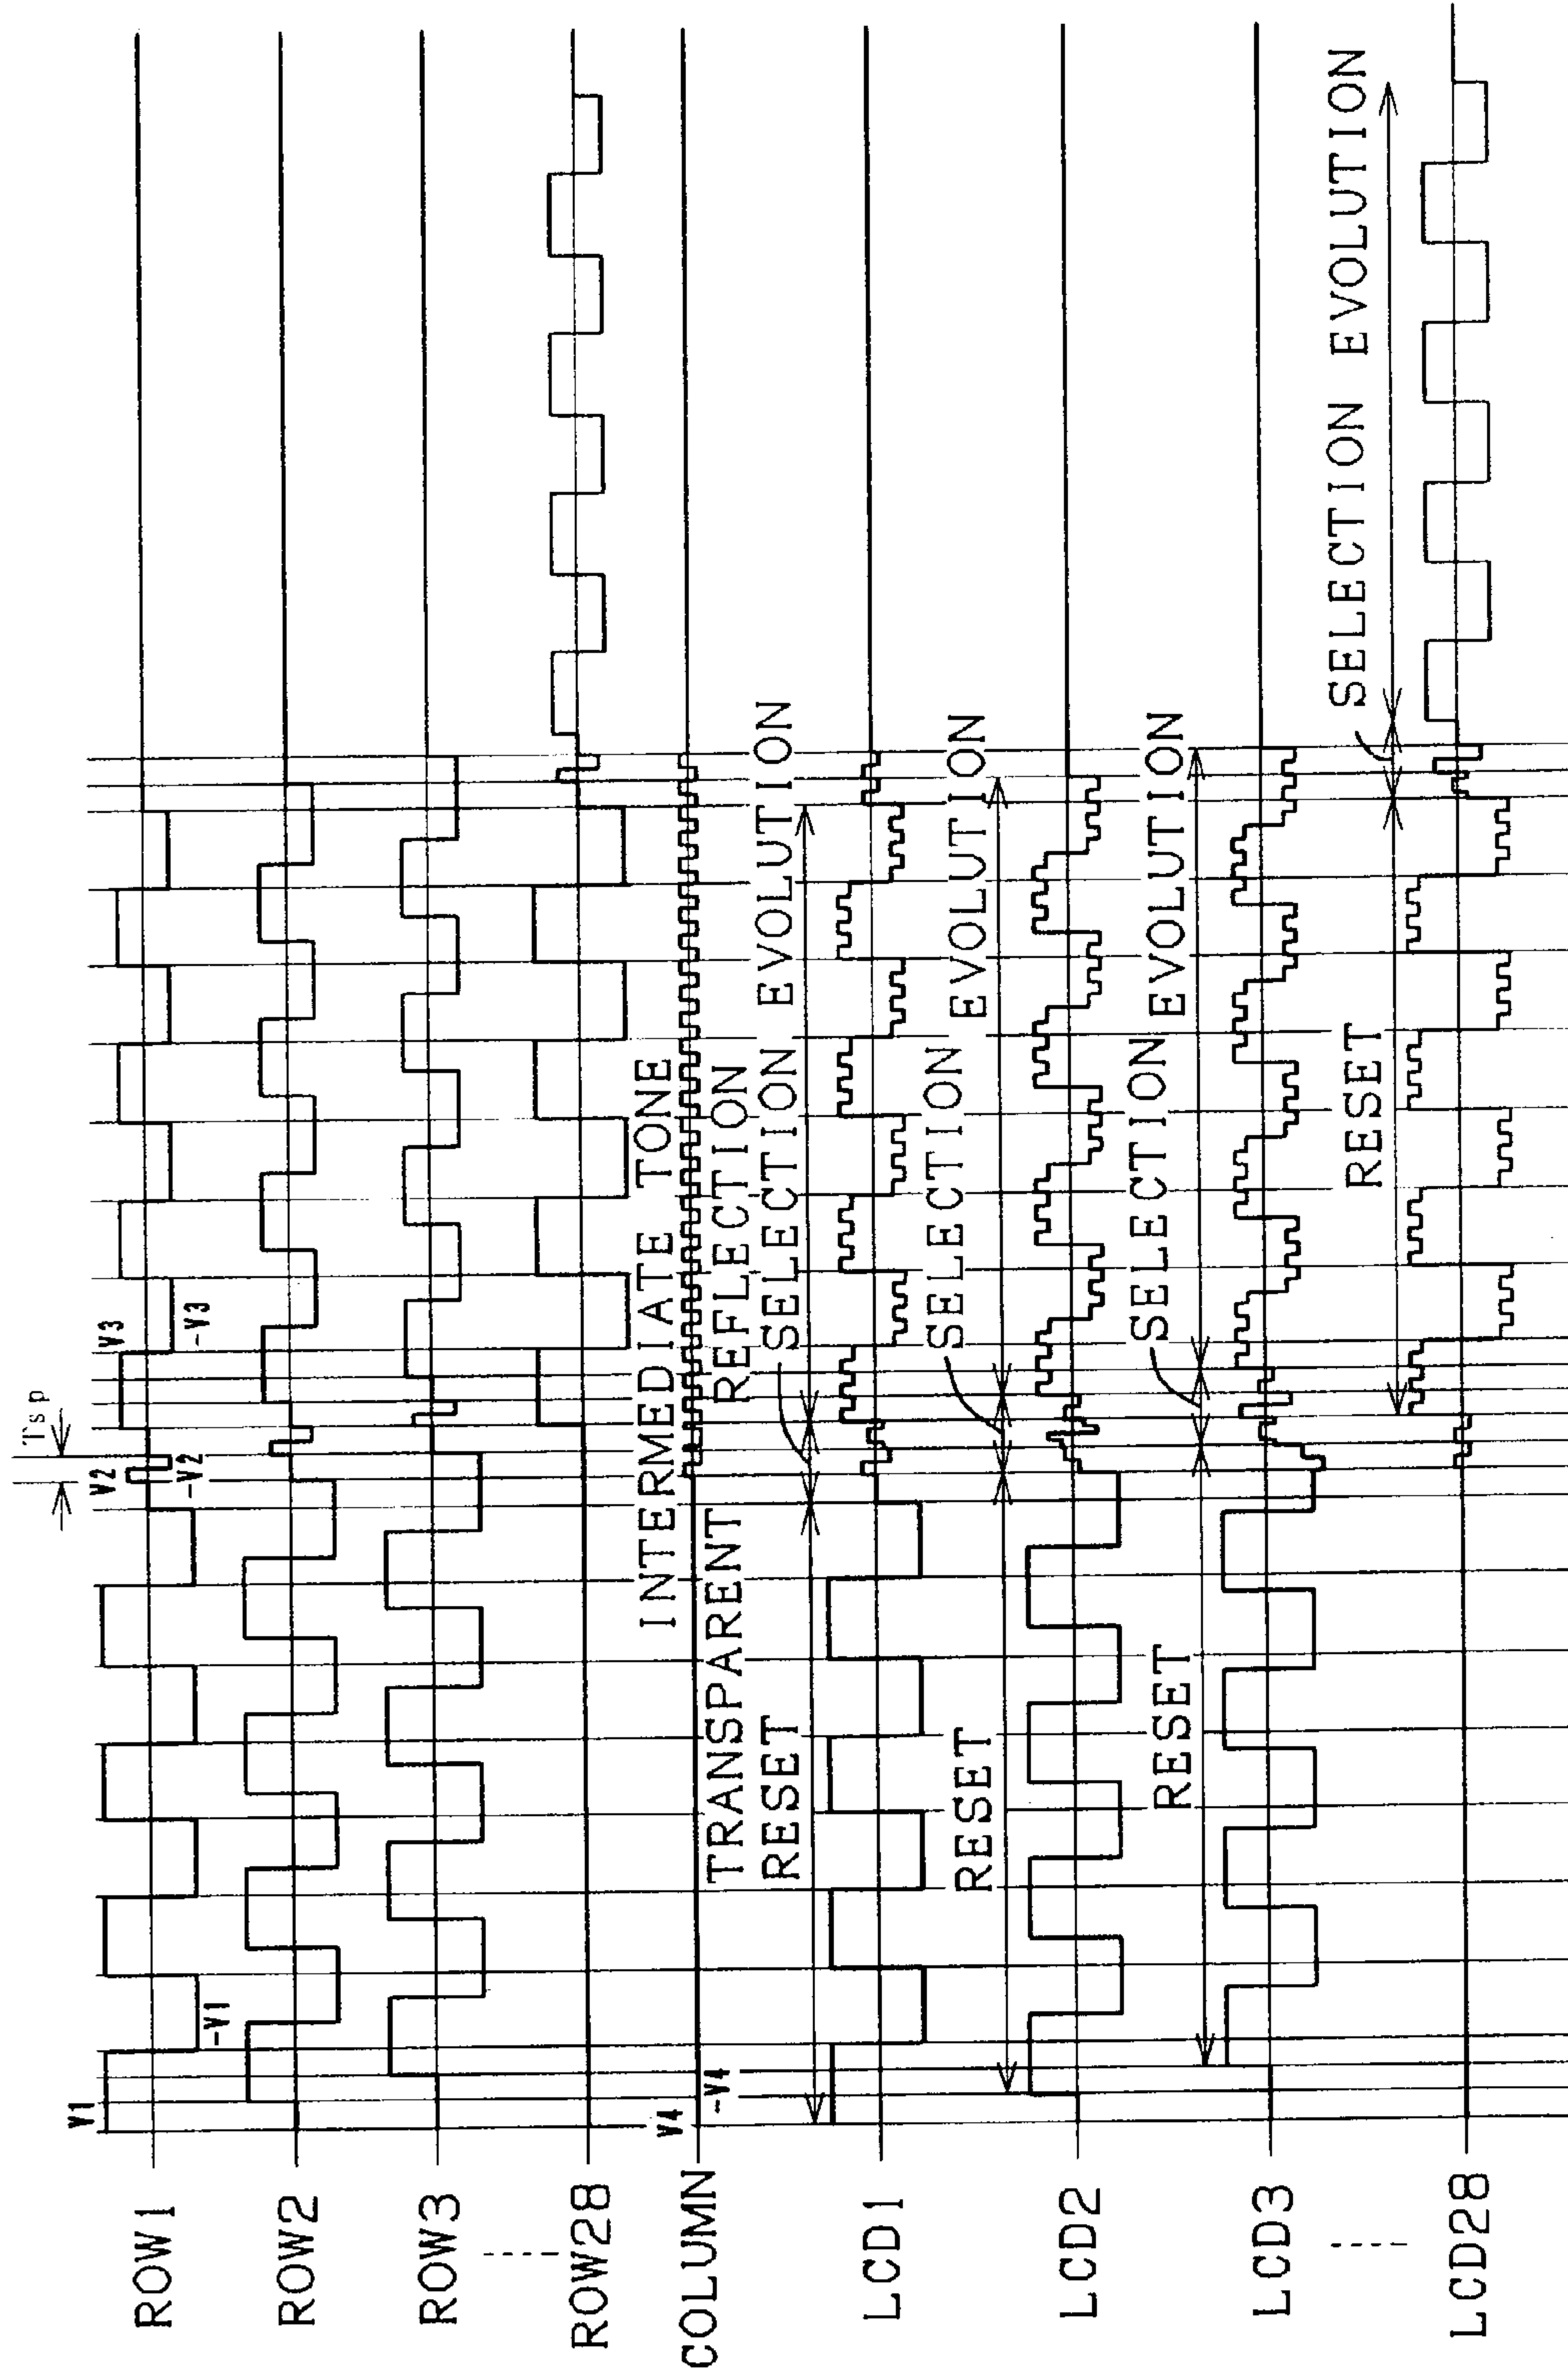 ROW1
V1
-V1
V2
-V2
Tsp
V3
-V3
ROW2
ROW3
ROW28
COLUMN
V4
-V4
TRANSPARENT
INTERMEDIATE TONE
REFLECTION
LCD1
RESET
SELECTION
EVOLUTION
LCD2
RESET
SELECTION
EVOLUTION
LCD3
RESET
SELECTION
EVOLUTION
LCD28
RESET
SELECTION
EVOLUTION